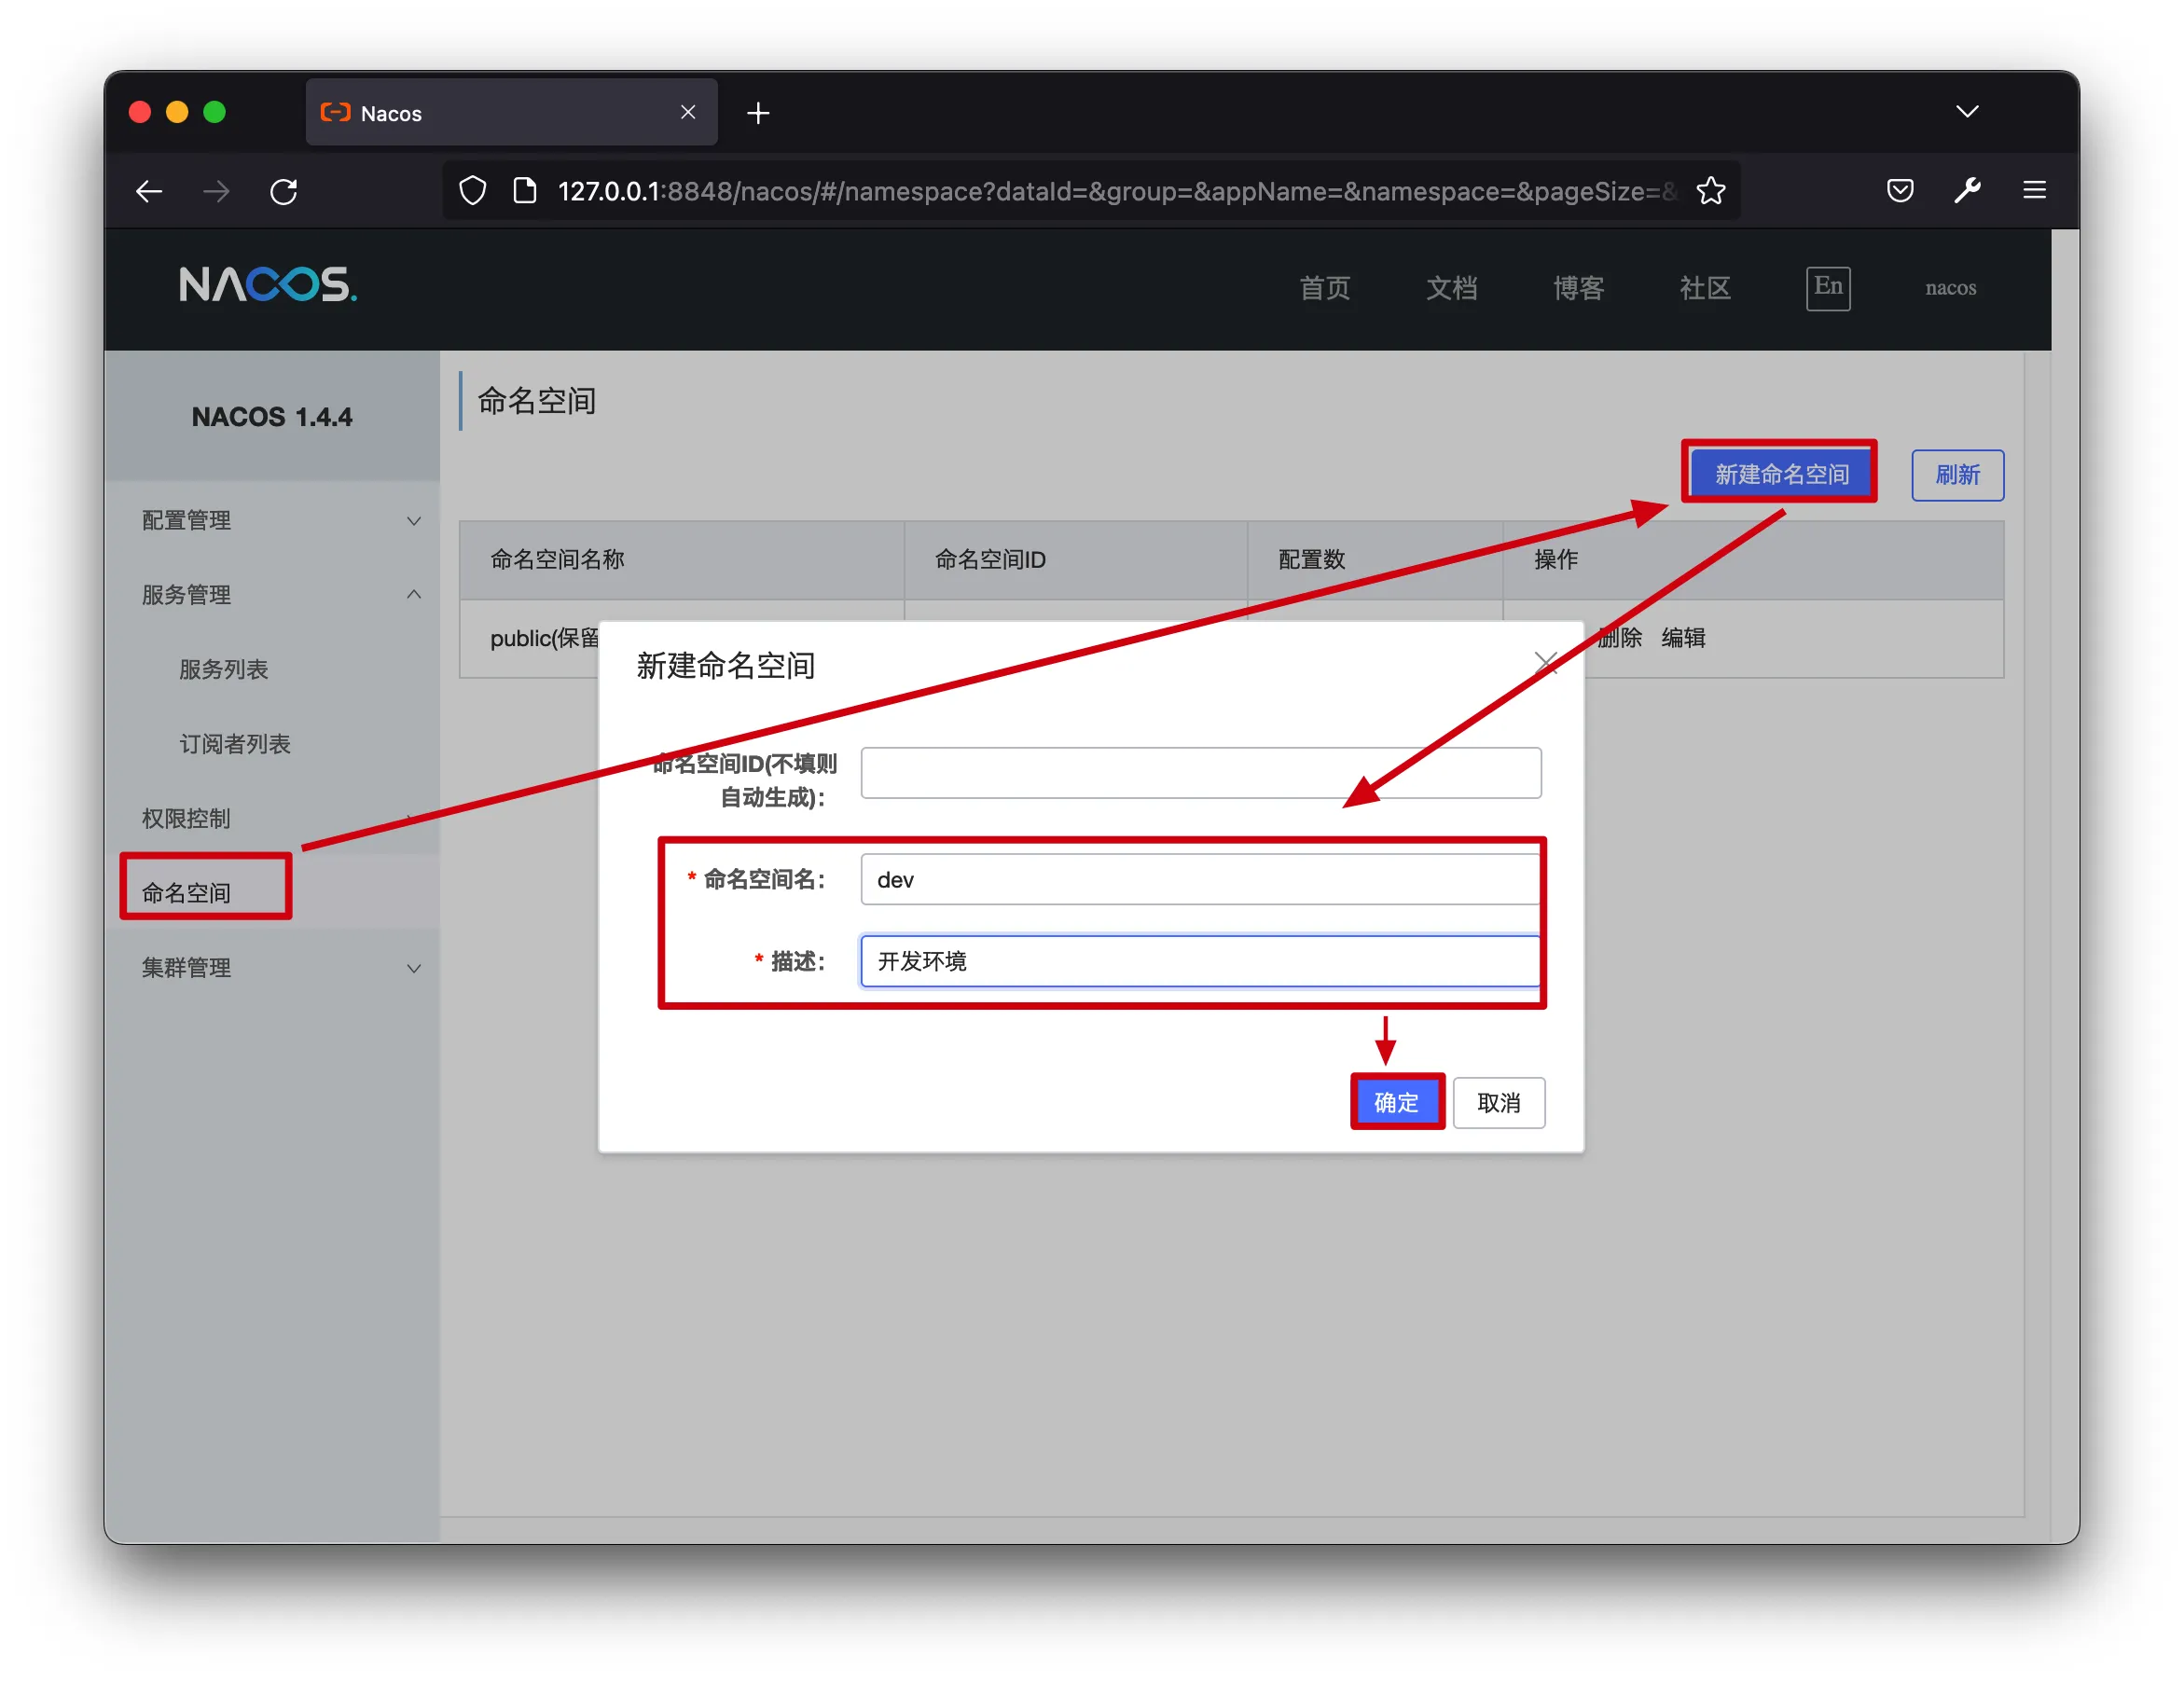 Nacos
127.0.0.1:8848/nacos/#/namespace?dataId=&group=&appName=&namespace=&pageSize=&
NACOS.
首页 文档 博客 社区 En nacos
NACOS 1.4.4
配置管理
服务管理
服务列表
订阅者列表
权限控制
命名空间
集群管理
命名空间
新建命名空间 刷新
命名空间名称 命名空间ID 配置数 操作
public(保留 删除 编辑
新建命名空间
命名空间ID(不填则
自动生成):
* 命名空间名: dev
* 描述: 开发环境
确定 取消